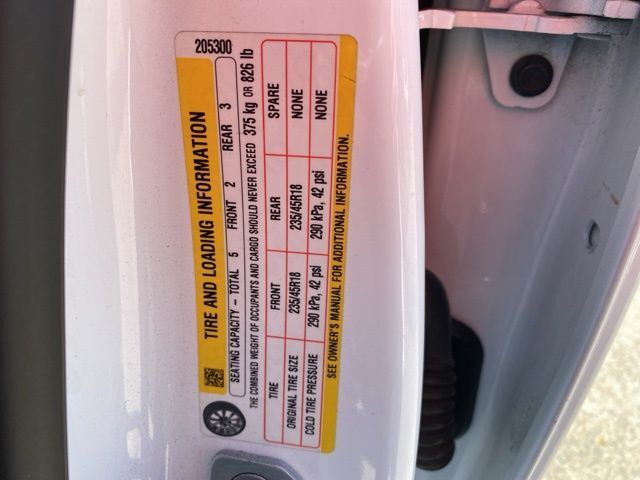 205300
TIRE AND LOADING INFORMATION
SEATING CAPACITY – TOTAL 5 FRONT 2 REAR 3
THE COMBINED WEIGHT OF OCCUPANTS AND CARGO SHOULD NEVER EXCEED 375 kg OR 826 lb
TIRE FRONT REAR SPARE
ORIGINAL TIRE SIZE 235/45R18 235/45R18 NONE
COLD TIRE PRESSURE 290 kPa, 42 psi 290 kPa, 42 psi NONE
SEE OWNER'S MANUAL FOR ADDITIONAL INFORMATION.